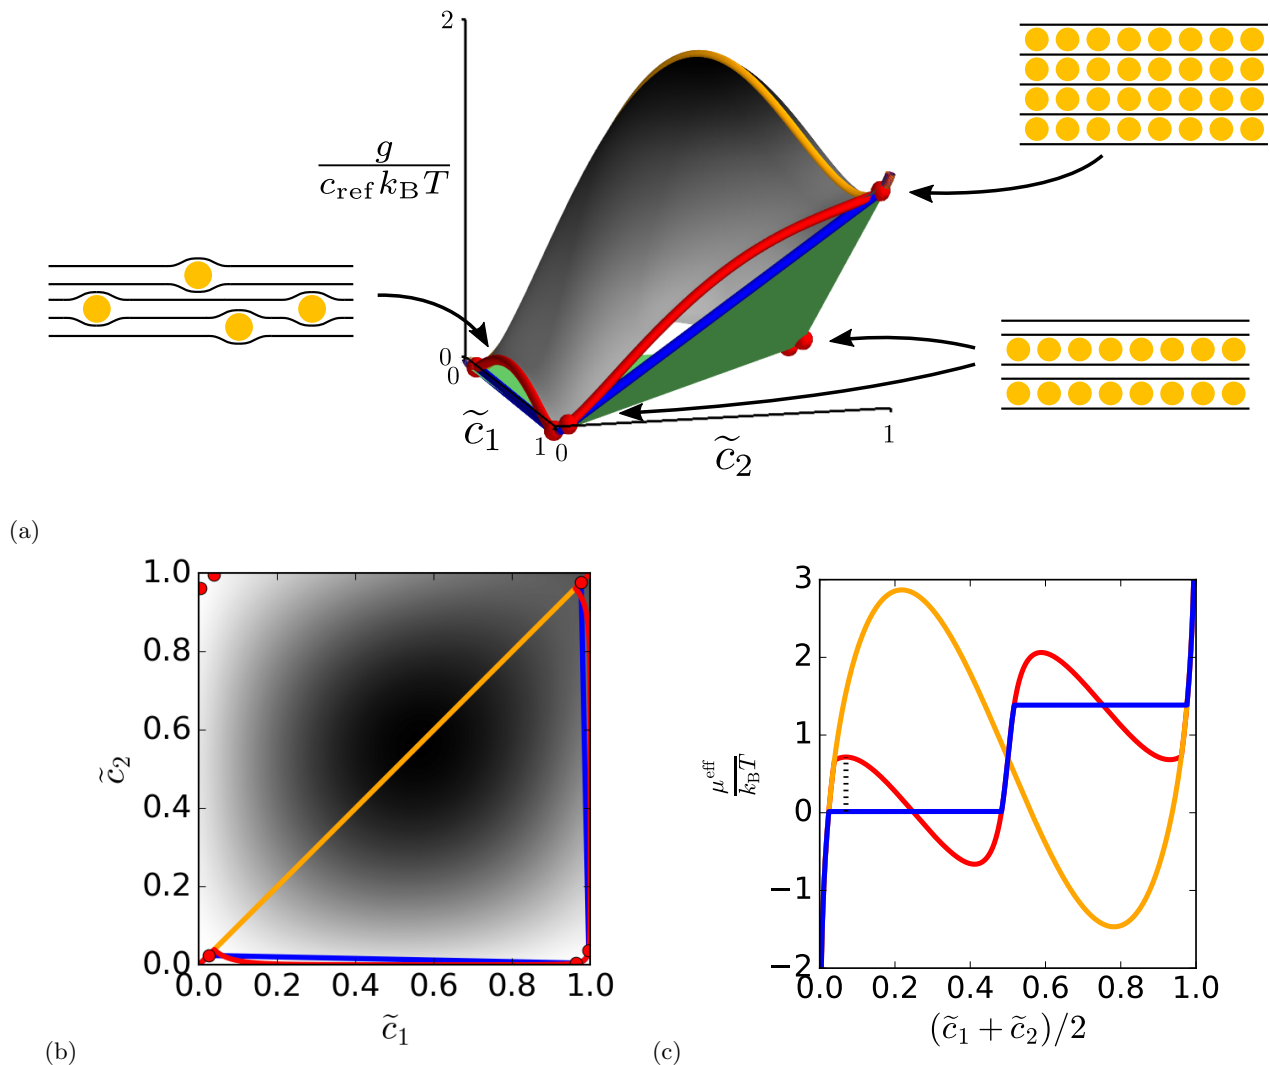 2
g
c_ref k_B T
0
0
c̃₁
1
0
c̃₂
1
(a)
1.0
0.8
0.6
0.4
0.2
0.0
0.0 0.2 0.4 0.6 0.8 1.0
c̃₂
c̃₁
(b)
3
2
1
0
−1
−2
0.0 0.2 0.4 0.6 0.8 1.0
μ^eff
k_B T
(c̃₁ + c̃₂)/2
(c)